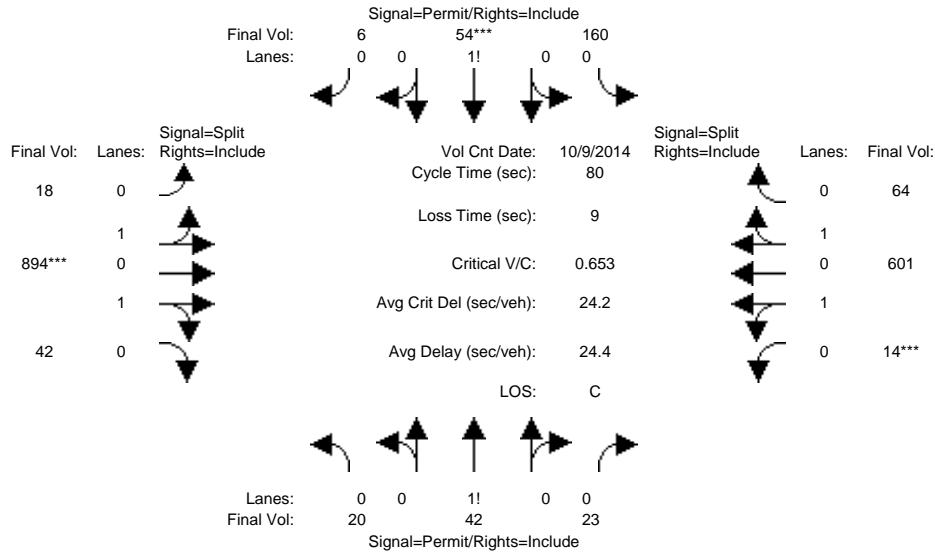 Signal=Permit/Rights=Include
Final Vol: 6 54*** 160
Lanes: 0 0 1! 0 0
Signal=Split
Final Vol: Lanes: Rights=Include
Vol Cnt Date: 10/9/2014
Signal=Split
Rights=Include Lanes: Final Vol:
Cycle Time (sec): 80
18 0
0 64
Loss Time (sec): 9
1
1
894*** 0
Critical V/C: 0.653
0 601
1
Avg Crit Del (sec/veh): 24.2
1
42 0
Avg Delay (sec/veh): 24.4
0 14***
LOS: C
Lanes: 0 0 1! 0 0
Final Vol: 20 42 23
Signal=Permit/Rights=Include